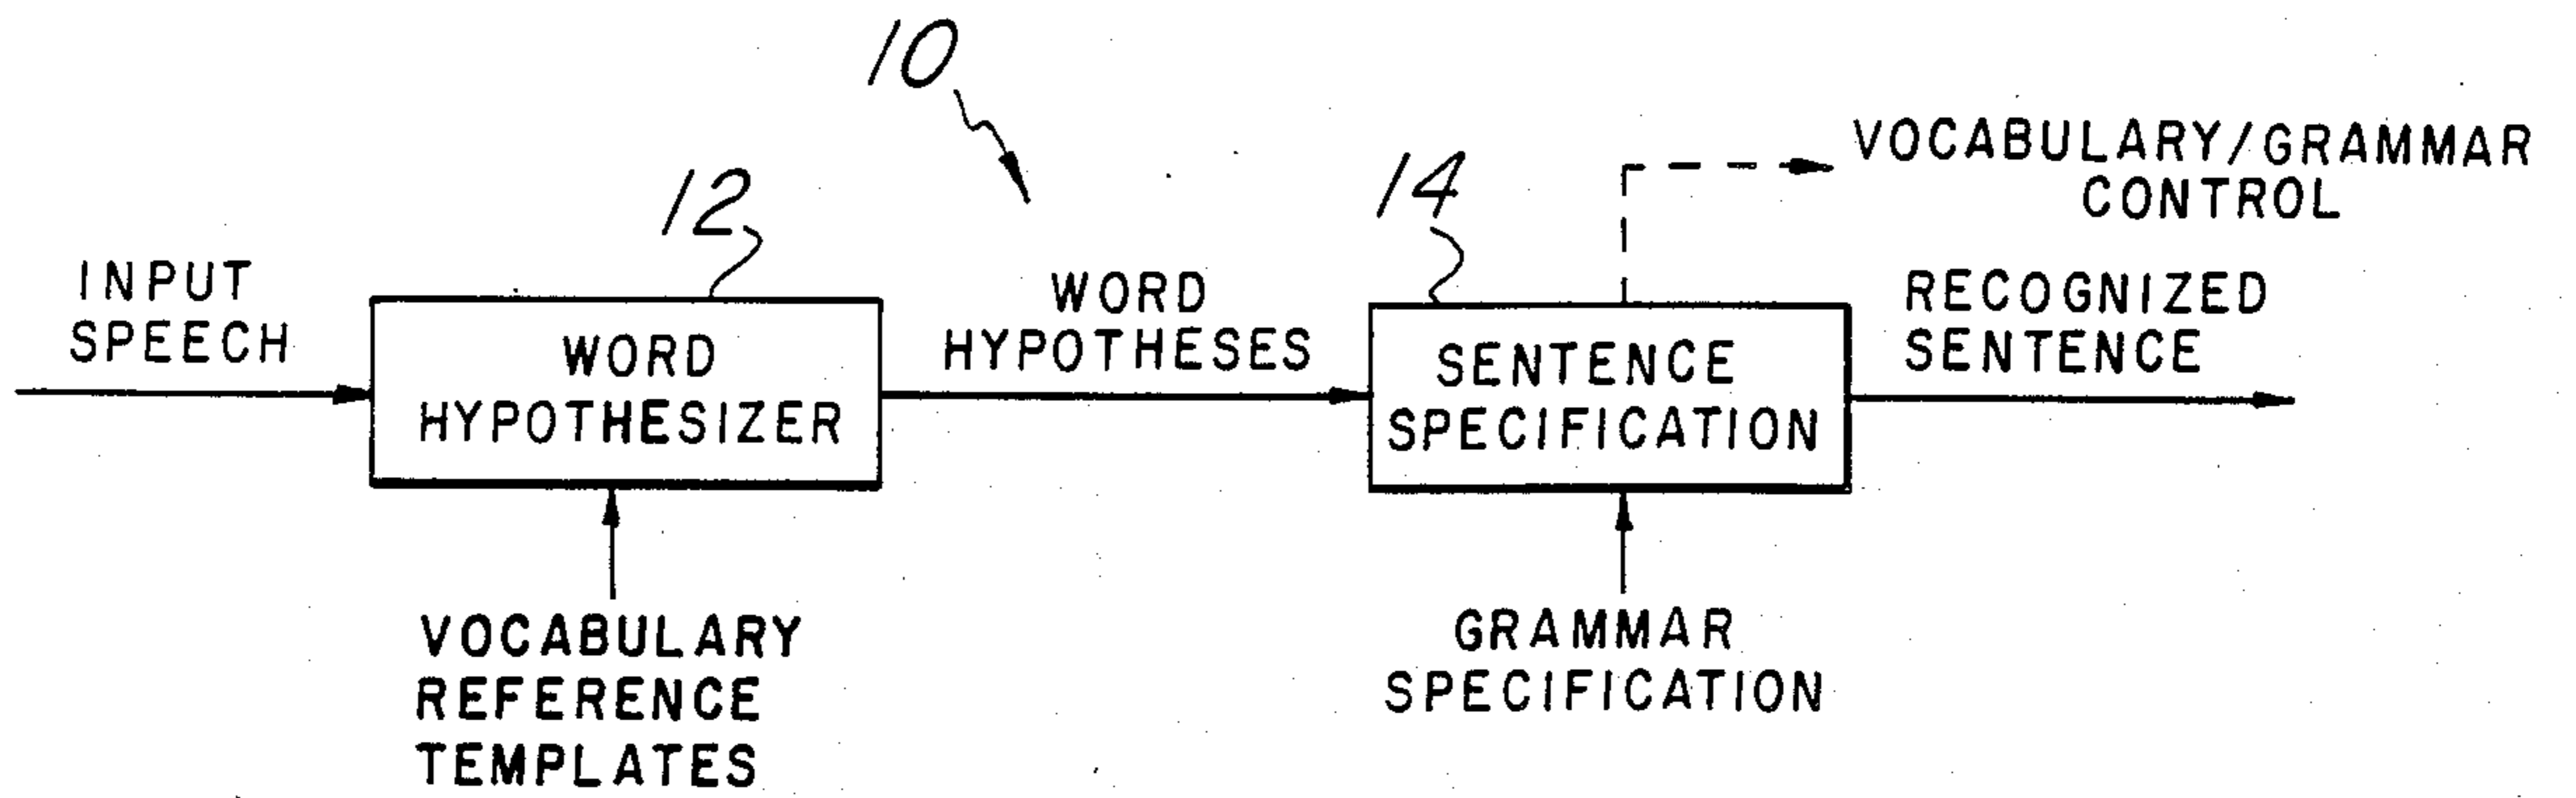 10
12
14
VOCABULARY/GRAMMAR
CONTROL
INPUT
SPEECH
WORD
HYPOTHESIZER
WORD
HYPOTHESES
SENTENCE
SPECIFICATION
RECOGNIZED
SENTENCE
VOCABULARY
REFERENCE
TEMPLATES
GRAMMAR
SPECIFICATION